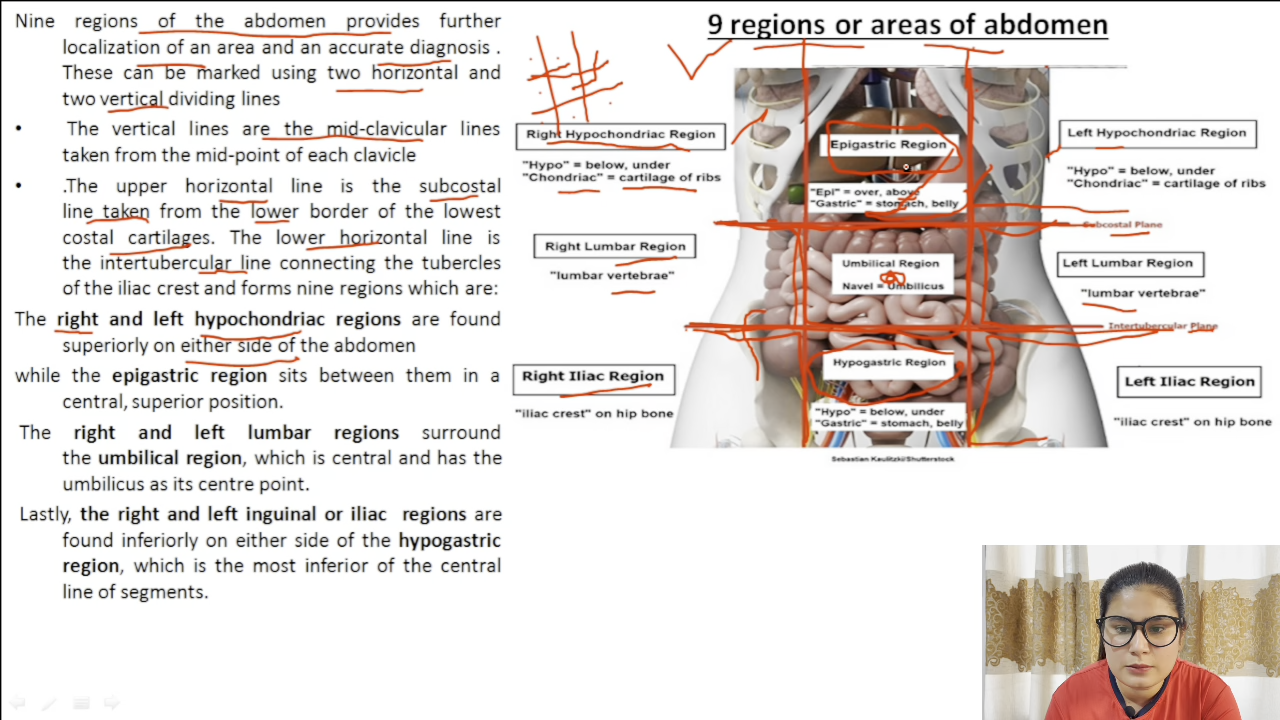 Nine regions of the abdomen provides further
localization of an area and an accurate diagnosis .
These can be marked using two horizontal and
two vertical dividing lines
• The vertical lines are the mid-clavicular lines
taken from the mid-point of each clavicle
• .The upper horizontal line is the subcostal
line taken from the lower border of the lowest
costal cartilages. The lower horizontal line is
the intertubercular line connecting the tubercles
of the iliac crest and forms nine regions which are:
The right and left hypochondriac regions are found
superiorly on either side of the abdomen
while the epigastric region sits between them in a
central, superior position.
The right and left lumbar regions surround
the umbilical region, which is central and has the
umbilicus as its centre point.
Lastly, the right and left inguinal or iliac regions are
found inferiorly on either side of the hypogastric
region, which is the most inferior of the central
line of segments.
9 regions or areas of abdomen
Right Hypochondriac Region
"Hypo" = below, under
"Chondriac" = cartilage of ribs
Right Lumbar Region
"lumbar vertebrae"
Right Iliac Region
"iliac crest" on hip bone
Epigastric Region
"Epi" = over, above
"Gastric" = stomach, belly
Umbilical Region
Navel = Umbilicus
Hypogastric Region
"Hypo" = below, under
"Gastric" = stomach, belly
Sebastian Kaulitzki/Shutterstock
Left Hypochondriac Region
"Hypo" = below, under
"Chondriac" = cartilage of ribs
Subcostal Plane
Left Lumbar Region
"lumbar vertebrae"
Intertubercular Plane
Left Iliac Region
"iliac crest" on hip bone